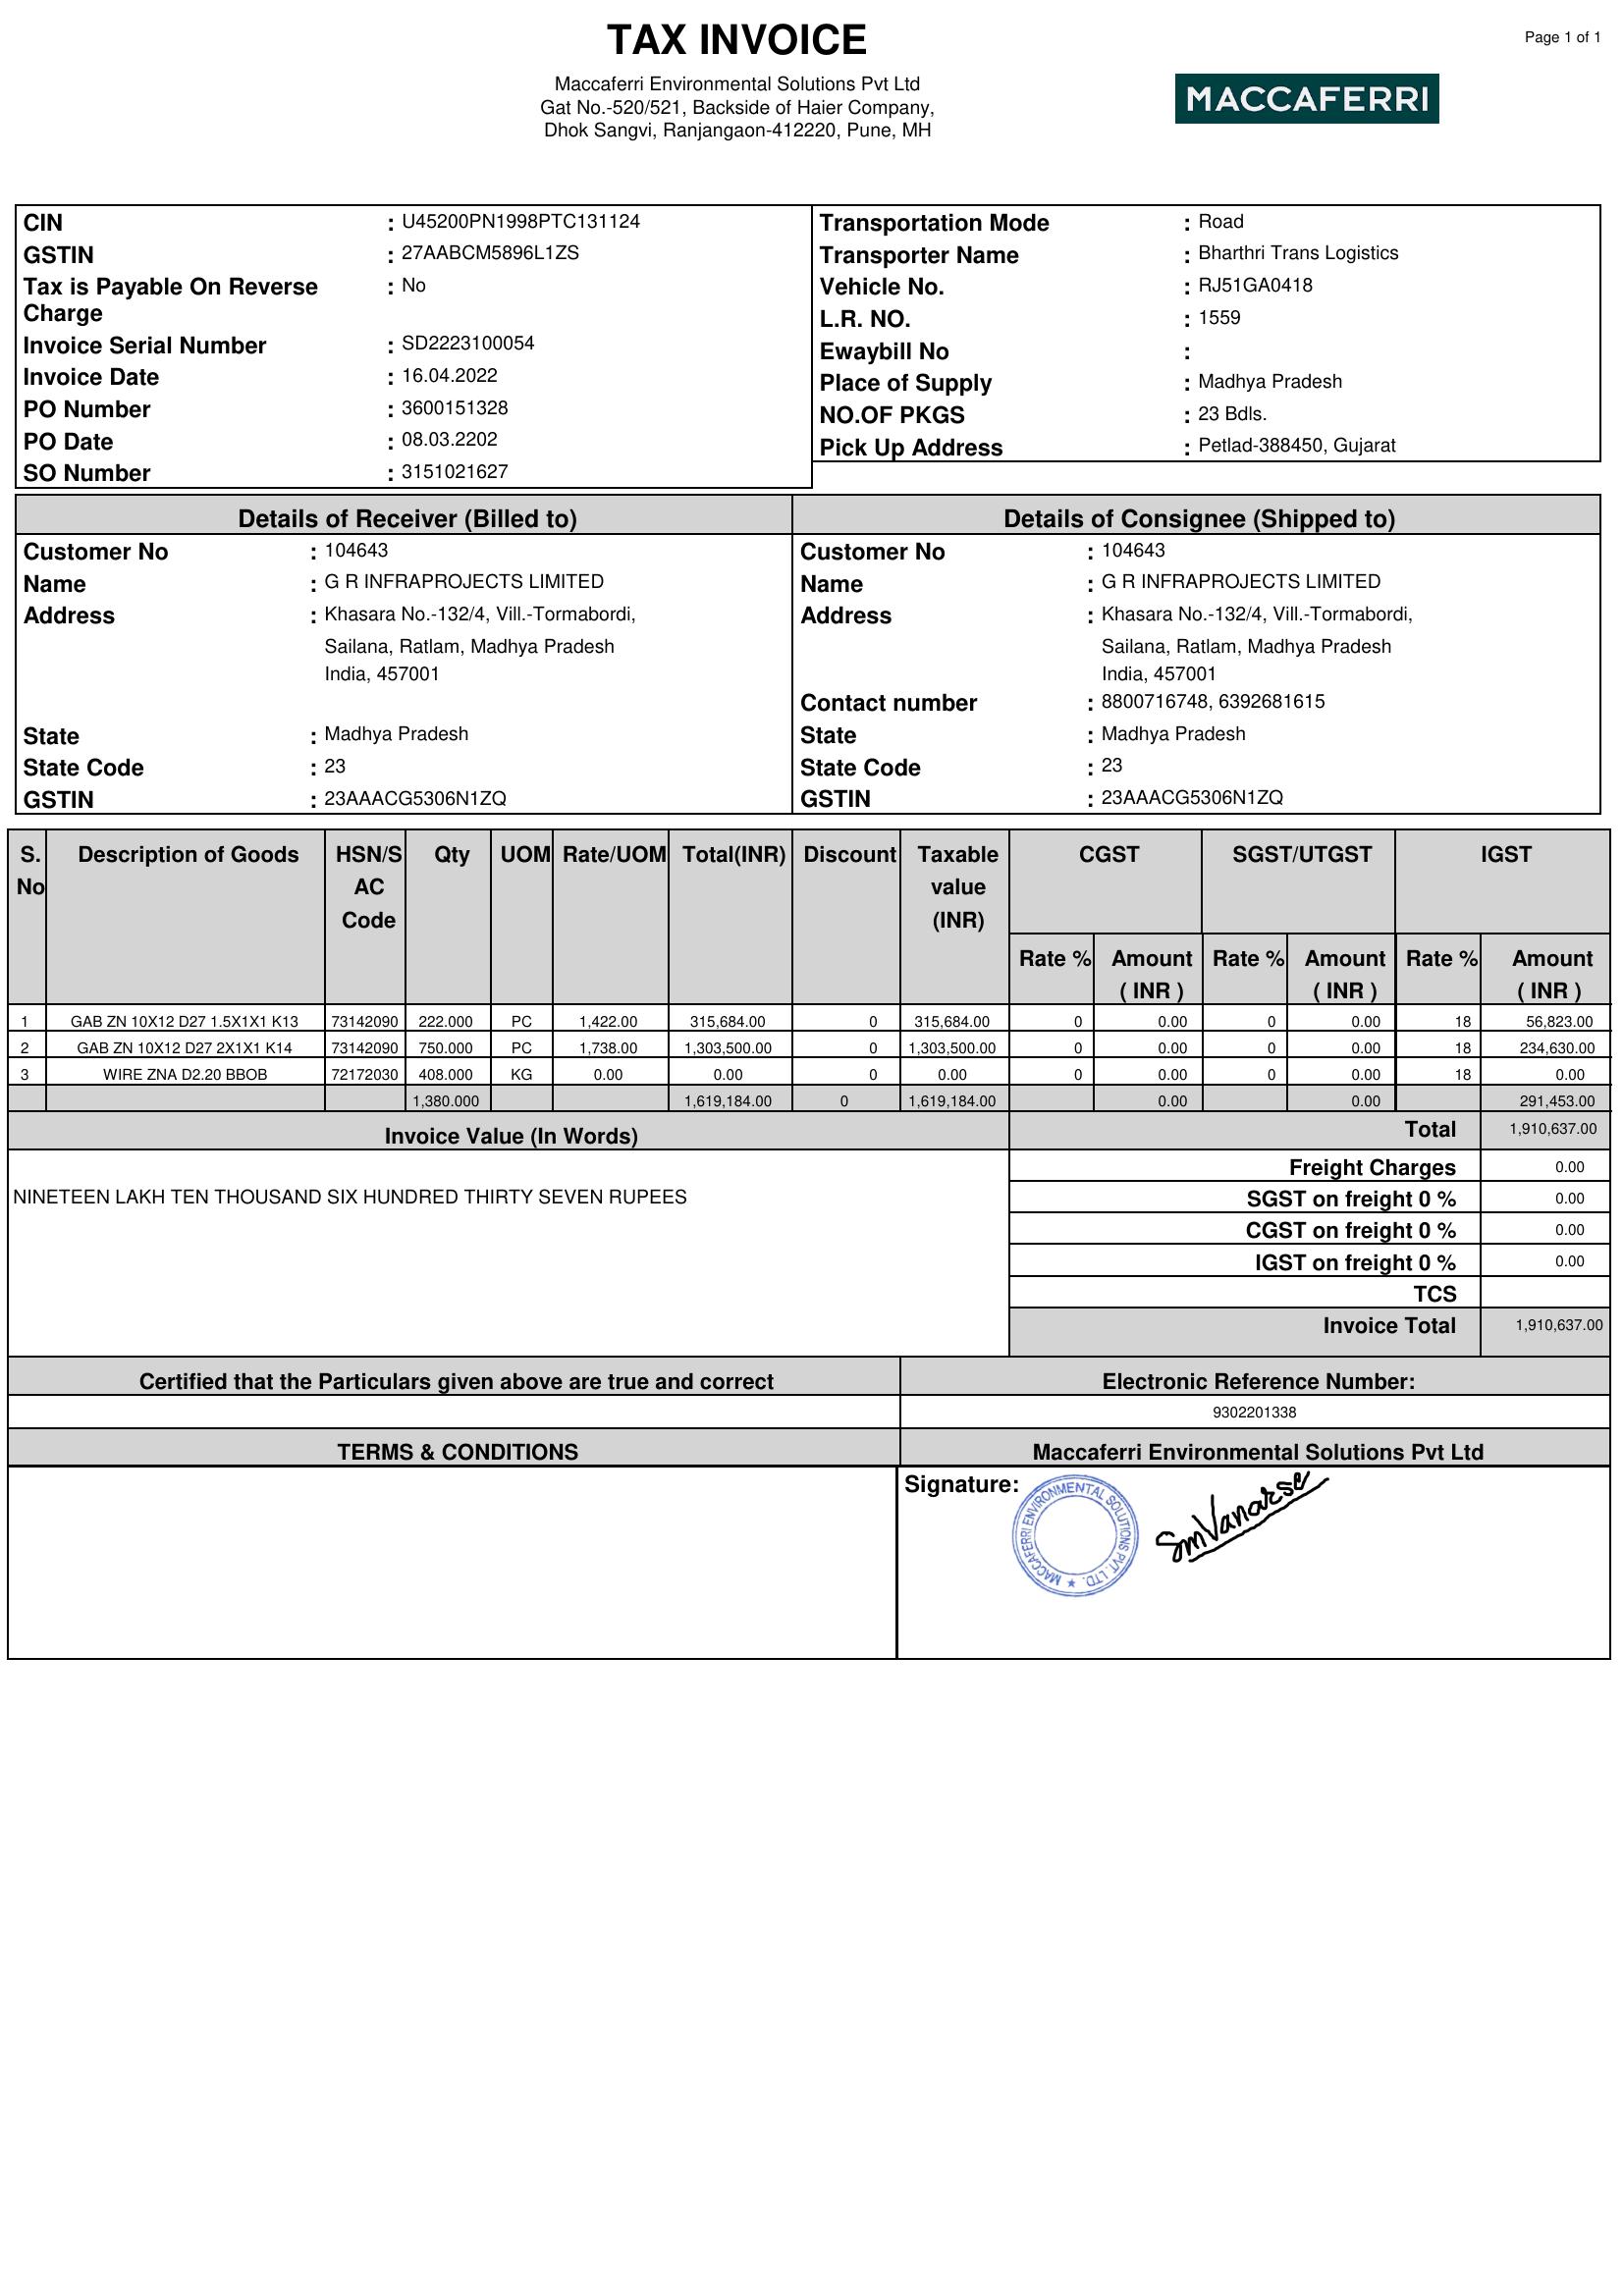 TAX INVOICE
Page 1 of 1
Maccaferri Environmental Solutions Pvt Ltd
Gat No.-520/521, Backside of Haier Company,
Dhok Sangvi, Ranjangaon-412220, Pune, MH
MACCAFERRI
CIN : U45200PN1998PTC131124
GSTIN : 27AABCM5896L1ZS
Tax is Payable On Reverse : No
Charge
Invoice Serial Number : SD2223100054
Invoice Date : 16.04.2022
PO Number : 3600151328
PO Date : 08.03.2202
SO Number : 3151021627
Transportation Mode : Road
Transporter Name : Bharthri Trans Logistics
Vehicle No. : RJ51GA0418
L.R. NO. : 1559
Ewaybill No :
Place of Supply : Madhya Pradesh
NO.OF PKGS : 23 Bdls.
Pick Up Address : Petlad-388450, Gujarat
Details of Receiver (Billed to)
Customer No : 104643
Name : G R INFRAPROJECTS LIMITED
Address : Khasara No.-132/4, Vill.-Tormabordi,
Sailana, Ratlam, Madhya Pradesh
India, 457001
State : Madhya Pradesh
State Code : 23
GSTIN : 23AAACG5306N1ZQ
Details of Consignee (Shipped to)
Customer No : 104643
Name : G R INFRAPROJECTS LIMITED
Address : Khasara No.-132/4, Vill.-Tormabordi,
Sailana, Ratlam, Madhya Pradesh
India, 457001
Contact number : 8800716748, 6392681615
State : Madhya Pradesh
State Code : 23
GSTIN : 23AAACG5306N1ZQ
S. Description of Goods HSN/S Qty UOM Rate/UOM Total(INR) Discount Taxable CGST SGST/UTGST IGST
No AC value
Code (INR)
Rate % Amount Rate % Amount Rate % Amount
( INR ) ( INR ) ( INR )
1 GAB ZN 10X12 D27 1.5X1X1 K13 73142090 222.000 PC 1,422.00 315,684.00 0 315,684.00 0 0.00 0 0.00 18 56,823.00
2 GAB ZN 10X12 D27 2X1X1 K14 73142090 750.000 PC 1,738.00 1,303,500.00 0 1,303,500.00 0 0.00 0 0.00 18 234,630.00
3 WIRE ZNA D2.20 BBOB 72172030 408.000 KG 0.00 0.00 0 0.00 0 0.00 0 0.00 18 0.00
1,380.000 1,619,184.00 0 1,619,184.00 0.00 0.00 291,453.00
Invoice Value (In Words)
NINETEEN LAKH TEN THOUSAND SIX HUNDRED THIRTY SEVEN RUPEES
Total 1,910,637.00
Freight Charges 0.00
SGST on freight 0 % 0.00
CGST on freight 0 % 0.00
IGST on freight 0 % 0.00
TCS
Invoice Total 1,910,637.00
Certified that the Particulars given above are true and correct
Electronic Reference Number:
9302201338
TERMS & CONDITIONS
Maccaferri Environmental Solutions Pvt Ltd
Signature:
MACCAFERRI ENVIRONMENTAL SOLUTIONS PVT. LTD. ★
SmVanarse